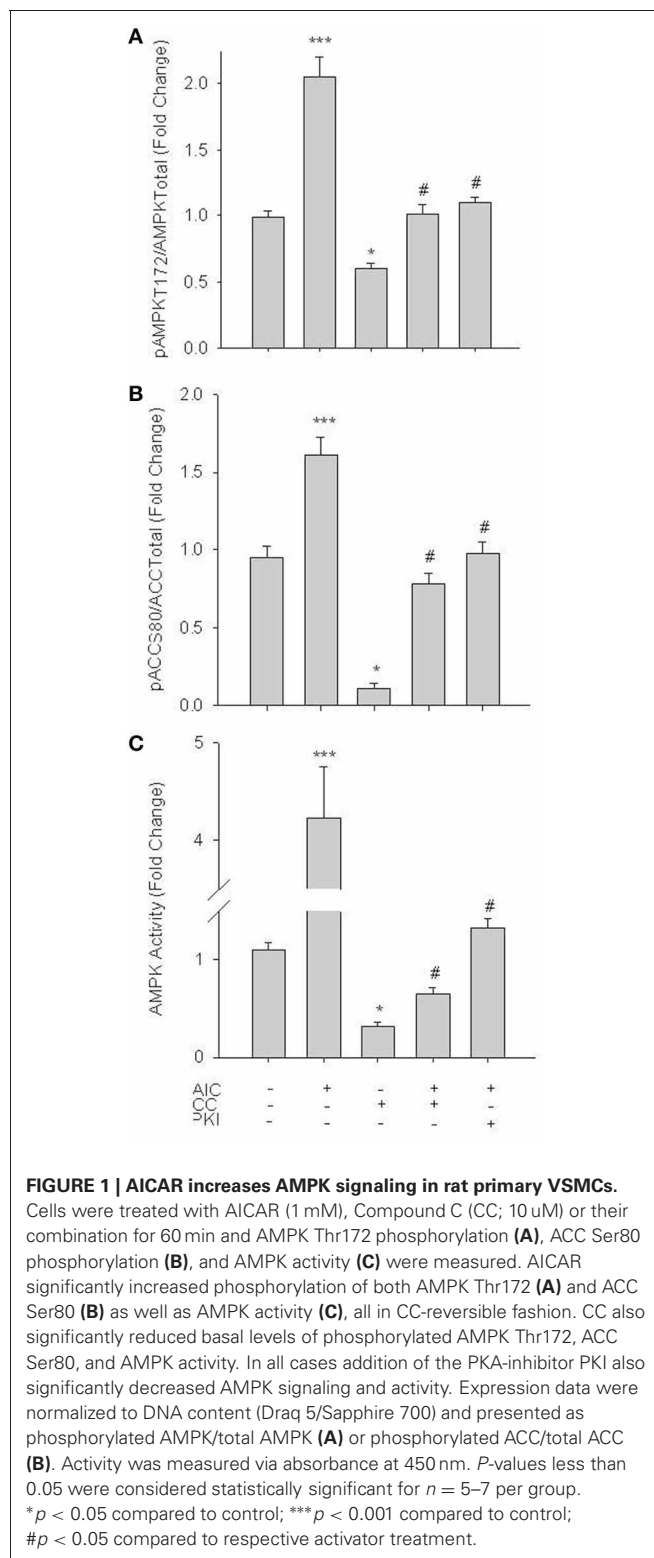 A
pAMPKT172/AMPKTotal (Fold Change)
2.0
1.5
1.0
0.5
0.0
***
*
#
#
B
pACCS80/ACCTotal (Fold Change)
2.0
1.5
1.0
0.5
0.0
***
*
#
#
C
AMPK Activity (Fold Change)
5
4
1
0
***
*
#
#
AIC - + - + +
CC - - + + -
PKI - - - - +
FIGURE 1 | AICAR increases AMPK signaling in rat primary VSMCs.
Cells were treated with AICAR (1 mM), Compound C (CC; 10 uM) or their
combination for 60 min and AMPK Thr172 phosphorylation (A), ACC Ser80
phosphorylation (B), and AMPK activity (C) were measured. AICAR
significantly increased phosphorylation of both AMPK Thr172 (A) and ACC
Ser80 (B) as well as AMPK activity (C), all in CC-reversible fashion. CC also
significantly reduced basal levels of phosphorylated AMPK Thr172, ACC
Ser80, and AMPK activity. In all cases addition of the PKA-inhibitor PKI also
significantly decreased AMPK signaling and activity. Expression data were
normalized to DNA content (Draq 5/Sapphire 700) and presented as
phosphorylated AMPK/total AMPK (A) or phosphorylated ACC/total ACC
(B). Activity was measured via absorbance at 450 nm. P-values less than
0.05 were considered statistically significant for n = 5–7 per group.
*p < 0.05 compared to control; ***p < 0.001 compared to control;
#p < 0.05 compared to respective activator treatment.